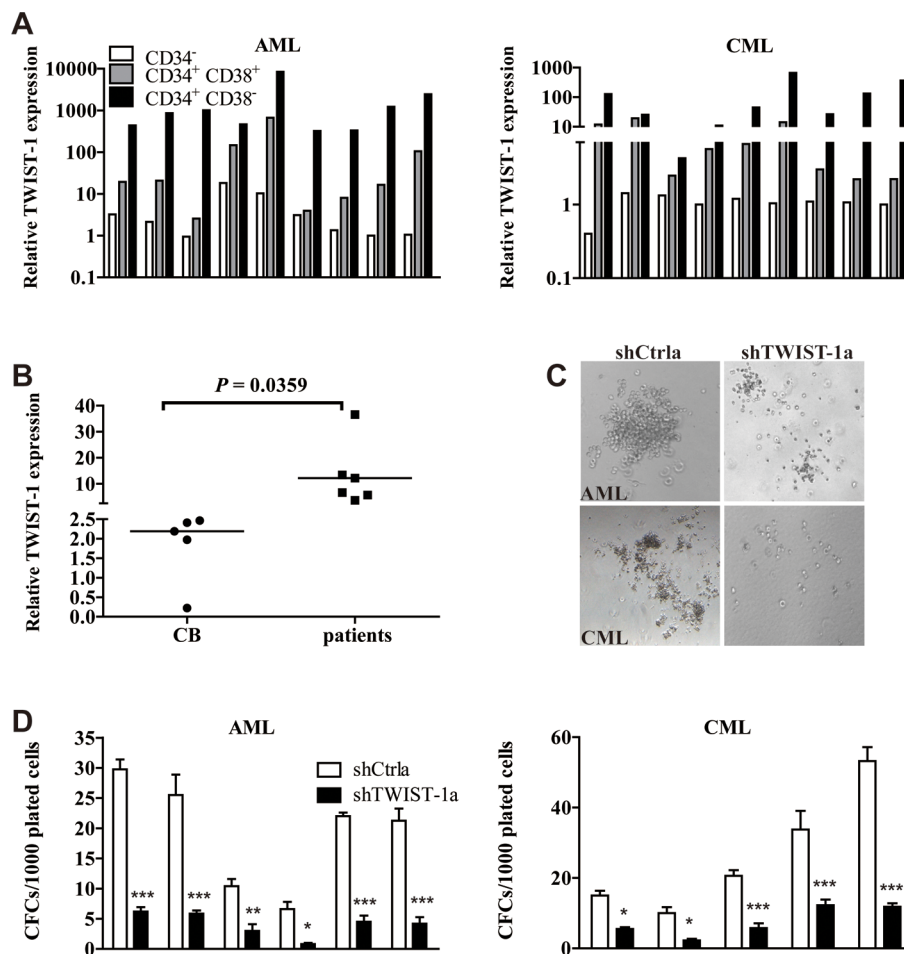 A
AML
CML
CD34-
CD34+ CD38+
CD34+ CD38-
Relative TWIST-1 expression
10000
1000
100
10
1
0.1
Relative TWIST-1 expression
1000
100
10
1
0.1
B
P = 0.0359
Relative TWIST-1 expression
40
30
20
10
2.5
2.0
1.5
1.0
0.5
0.0
CB
patients
C
shCtrla
shTWIST-1a
AML
CML
D
AML
CFCs/1000 plated cells
35
30
25
20
15
10
5
0
shCtrla
shTWIST-1a
***
***
**
*
***
***
CML
CFCs/1000 plated cells
60
40
20
0
*
*
***
***
***